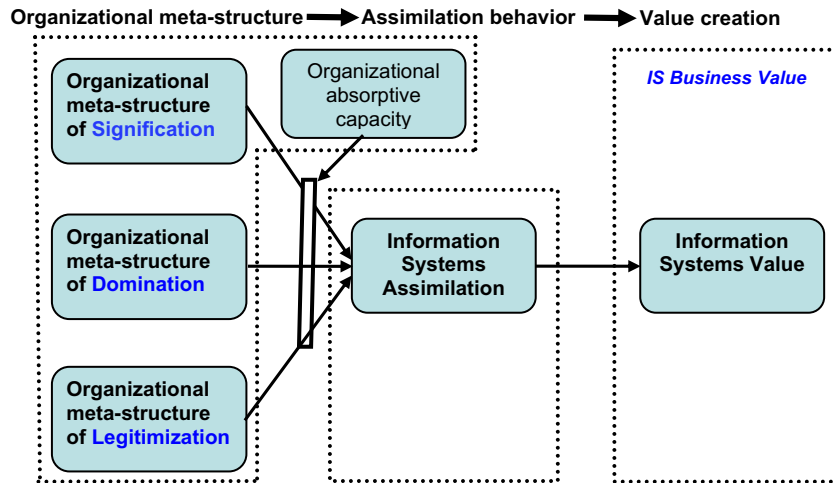 Organizational meta-structure Assimilation behavior Value creation
Organizational
meta-structure
of Signification
Organizational
absorptive
capacity
IS Business Value
Organizational
meta-structure
of Domination
Information
Systems
Assimilation
Information
Systems Value
Organizational
meta-structure
of Legitimization